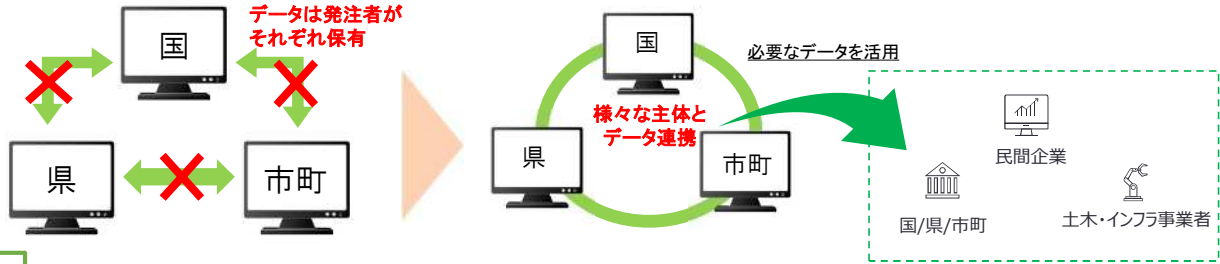 データは発注者が
それぞれ保有
国
県
市町
国
必要なデータを活用
様々な主体と
データ連携
県
市町
民間企業
国/県/市町
土木・インフラ事業者